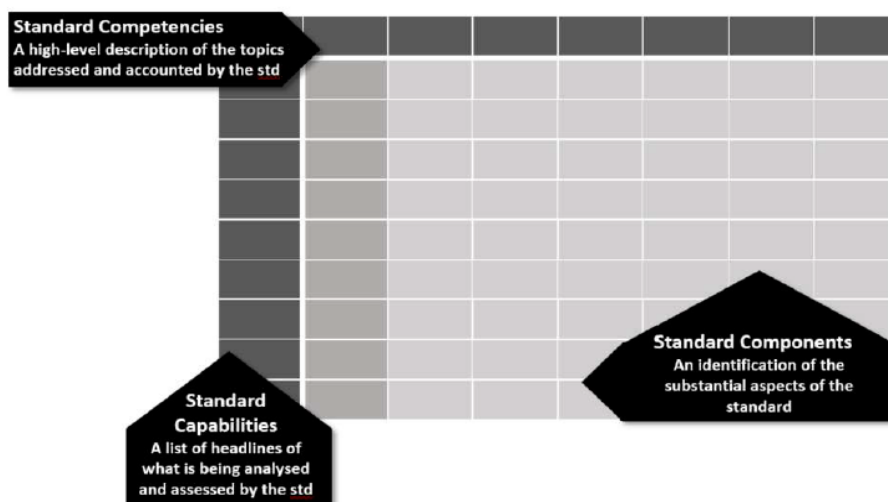 Standard Competencies
A high-level description of the topics
addressed and accounted by the std
Standard Components
An identification of the
substantial aspects of the
standard
Standard
Capabilities
A list of headlines of
what is being analysed
and assessed by the std